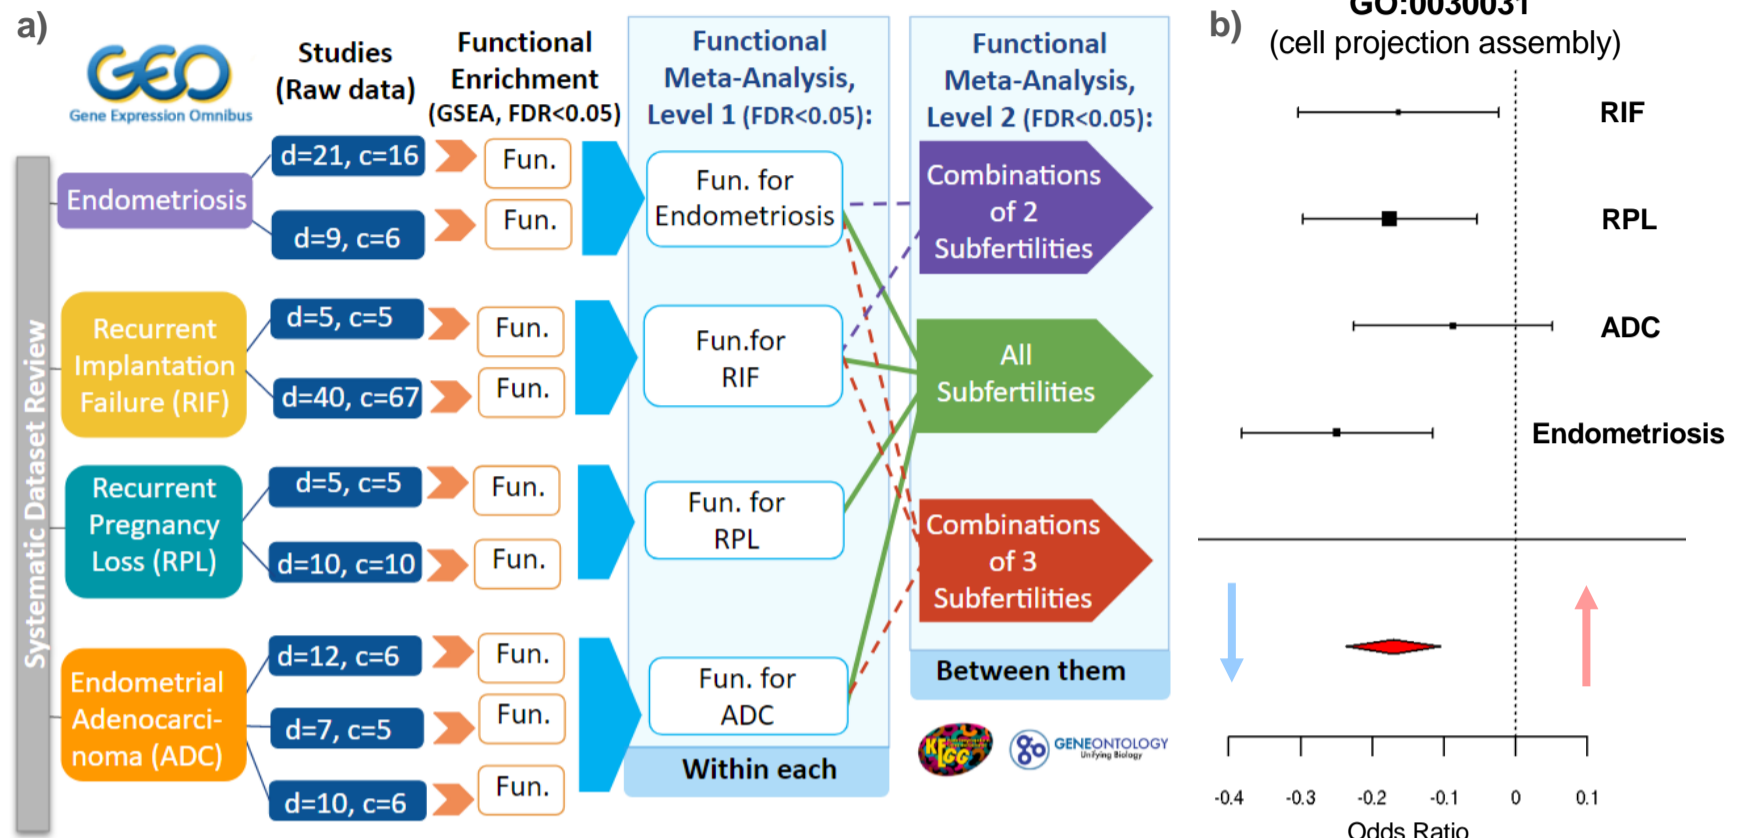 a)
GEO
Gene Expression Omnibus
Studies
(Raw data)
Functional
Enrichment
(GSEA, FDR<0.05)
Functional
Meta-Analysis,
Level 1 (FDR<0.05):
Functional
Meta-Analysis,
Level 2 (FDR<0.05):
Systematic Dataset Review
Endometriosis
d=21, c=16
Fun.
d=9, c=6
Fun.
Fun. for
Endometriosis
Combinations
of 2
Subfertilities
Recurrent
Implantation
Failure (RIF)
d=5, c=5
Fun.
d=40, c=67
Fun.
Fun.for
RIF
All
Subfertilities
Recurrent
Pregnancy
Loss (RPL)
d=5, c=5
Fun.
d=10, c=10
Fun.
Fun. for
RPL
Combinations
of 3
Subfertilities
Endometrial
Adenocarci-
noma (ADC)
d=12, c=6
Fun.
d=7, c=5
Fun.
d=10, c=6
Fun.
Fun. for
ADC
Within each
Between them
KEGG
go
GENEONTOLOGY
Unifying Biology
b)
GO:0030031
(cell projection assembly)
RIF
RPL
ADC
Endometriosis
-0.4 -0.3 -0.2 -0.1 0 0.1
Odds Ratio